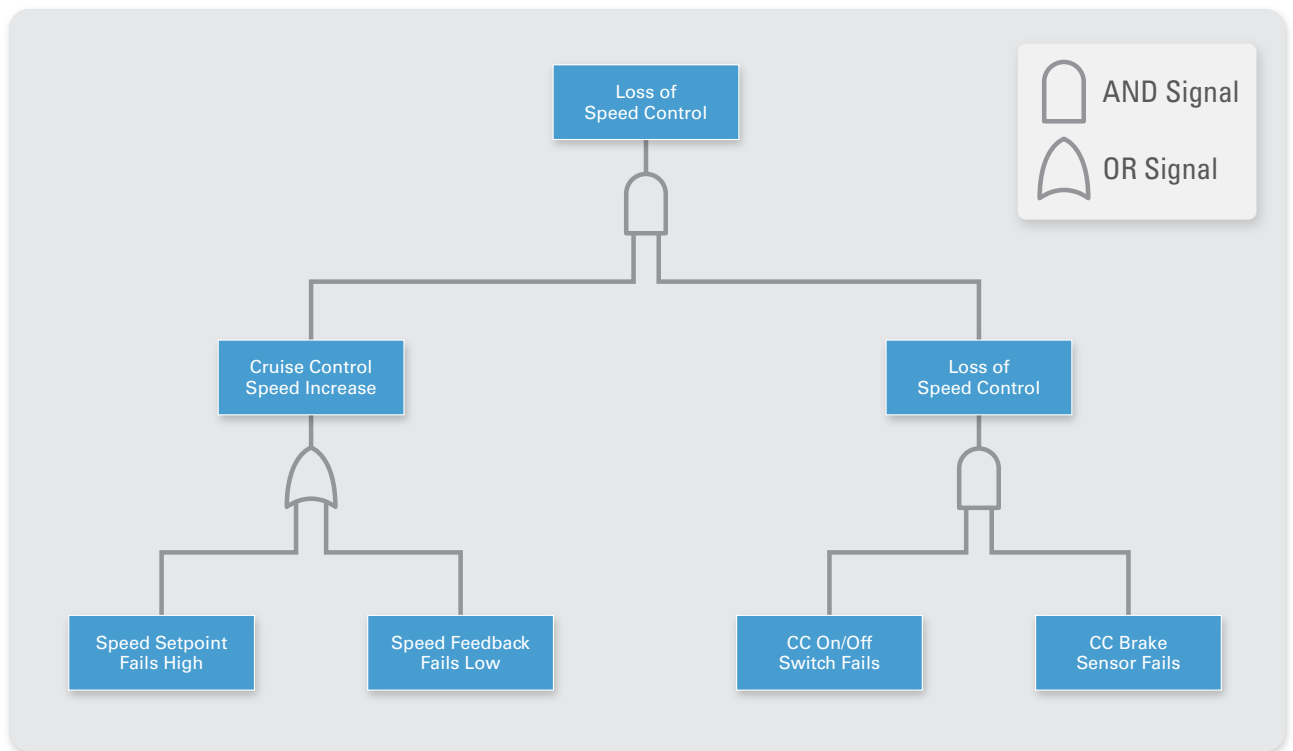 Loss of
Speed Control
AND Signal
OR Signal
Cruise Control
Speed Increase
Loss of
Speed Control
Speed Setpoint
Fails High
Speed Feedback
Fails Low
CC On/Off
Switch Fails
CC Brake
Sensor Fails